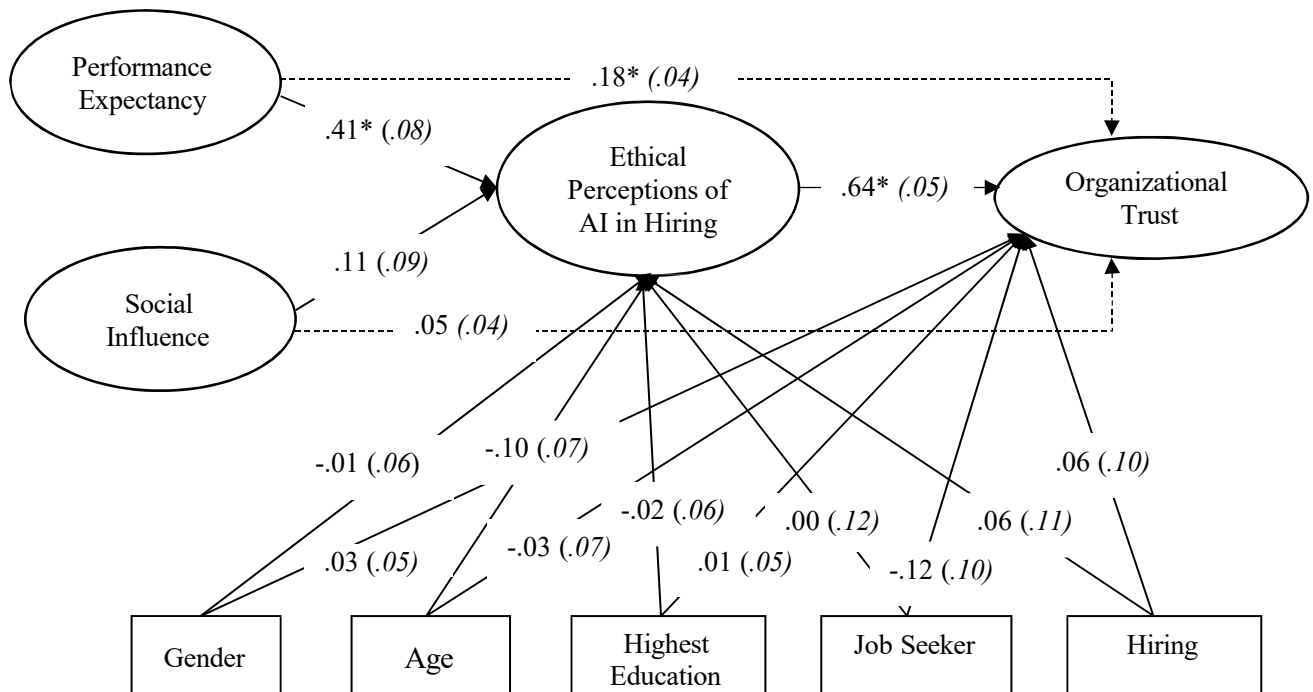 Performance
Expectancy
.18* (.04)
.41* (.08)
Ethical
Perceptions of
AI in Hiring
.64* (.05)
Organizational
Trust
.11 (.09)
Social
Influence
.05 (.04)
-.01 (.06)
-.10 (.07)
.06 (.10)
-.02 (.06)
.00 (.12)
.06 (.11)
.03 (.05)
-.03 (.07)
.01 (.05)
-.12 (.10)
Gender
Age
Highest
Education
Job Seeker
Hiring